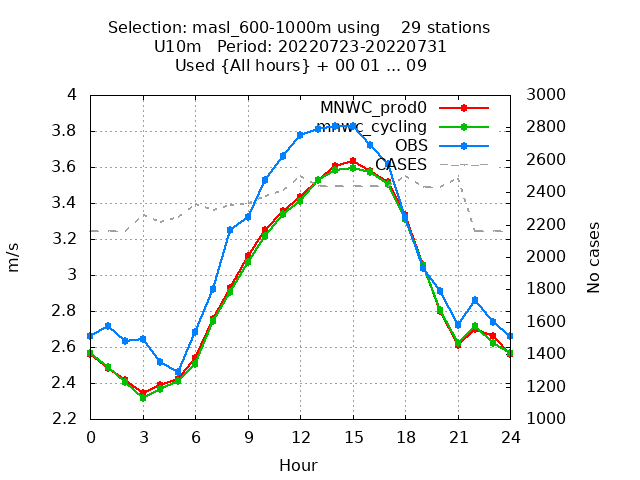 Selection: masl_600-1000m using    29 stations
U10m   Period: 20220723-20220731
Used {All hours} + 00 01 ... 09
MNWC_prod0
mnwc_cycling
OBS
CASES
4
3.8
3.6
3.4
3.2
3
2.8
2.6
2.4
2.2
m/s
3000
2800
2600
2400
2200
2000
1800
1600
1400
1200
1000
No cases
0 3 6 9 12 15 18 21 24
Hour